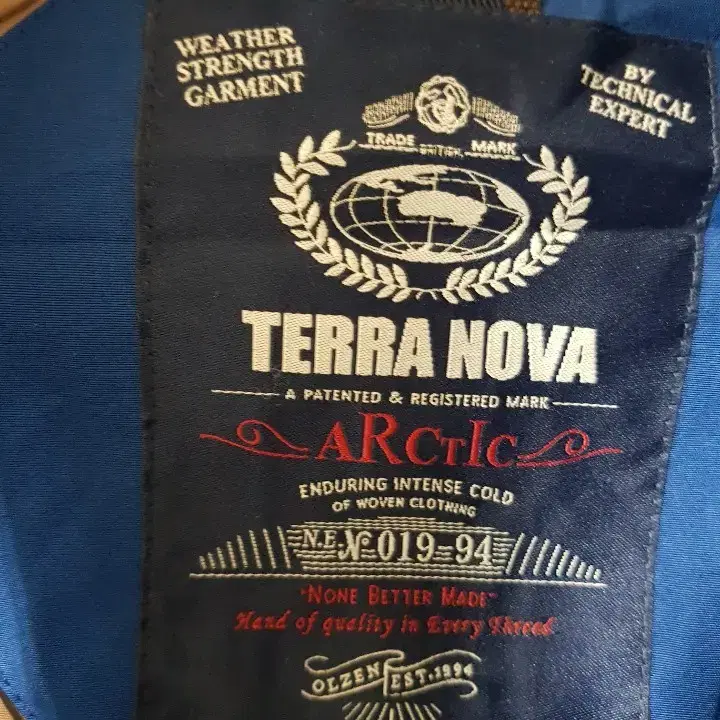 WEATHER
STRENGTH
GARMENT
BY
TECHNICAL
EXPERT
TRADE BRITISH MARK
TERRA NOVA
A PATENTED & REGISTERED MARK
ARCTIC
ENDURING INTENSE COLD
OF WOVEN CLOTHING
N.E.No 019=94
"NONE BETTER MADE"
Hand of quality in Every Thread
OLZEN EST.1994